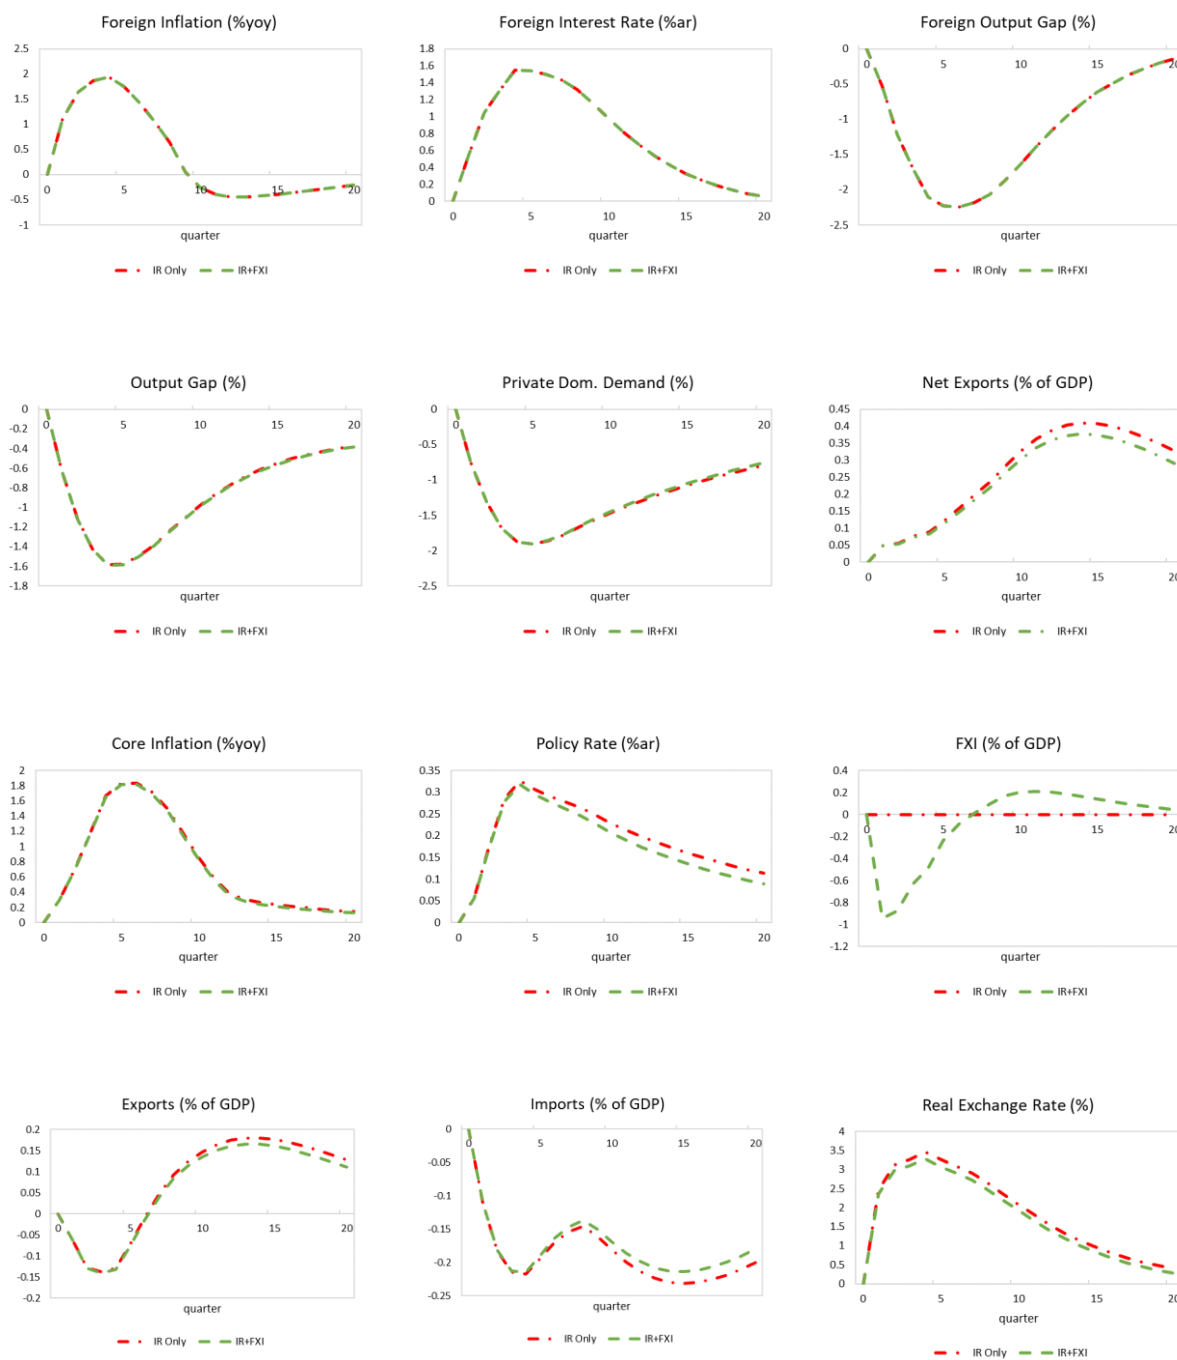 Foreign Inflation (%yoy)
2.5
2
1.5
1
0.5
0
-0.5
-1
0 5 10 15 20
quarter
IR Only IR+FXI
Foreign Interest Rate (%ar)
1.8
1.6
1.4
1.2
1
0.8
0.6
0.4
0.2
0
0 5 10 15 20
quarter
IR Only IR+FXI
Foreign Output Gap (%)
0
-0.5
-1
-1.5
-2
-2.5
0 5 10 15 20
quarter
IR Only IR+FXI
Output Gap (%)
0
-0.2
-0.4
-0.6
-0.8
-1
-1.2
-1.4
-1.6
-1.8
0 5 10 15 20
quarter
IR Only IR+FXI
Private Dom. Demand (%)
0
-0.5
-1
-1.5
-2
-2.5
0 5 10 15 20
quarter
IR Only IR+FXI
Net Exports (% of GDP)
0.45
0.4
0.35
0.3
0.25
0.2
0.15
0.1
0.05
0
0 5 10 15 20
quarter
IR Only IR+FXI
Core Inflation (%yoy)
2
1.8
1.6
1.4
1.2
1
0.8
0.6
0.4
0.2
0
0 5 10 15 20
quarter
IR Only IR+FXI
Policy Rate (%ar)
0.35
0.3
0.25
0.2
0.15
0.1
0.05
0
0 5 10 15 20
quarter
IR Only IR+FXI
FXI (% of GDP)
0.4
0.2
0
-0.2
-0.4
-0.6
-0.8
-1
-1.2
0 5 10 15 20
quarter
IR Only IR+FXI
Exports (% of GDP)
0.2
0.15
0.1
0.05
0
-0.05
-0.1
-0.15
-0.2
0 5 10 15 20
quarter
IR Only IR+FXI
Imports (% of GDP)
0
-0.05
-0.1
-0.15
-0.2
-0.25
0 5 10 15 20
quarter
IR Only IR+FXI
Real Exchange Rate (%)
4
3.5
3
2.5
2
1.5
1
0.5
0
0 5 10 15 20
quarter
IR Only IR+FXI